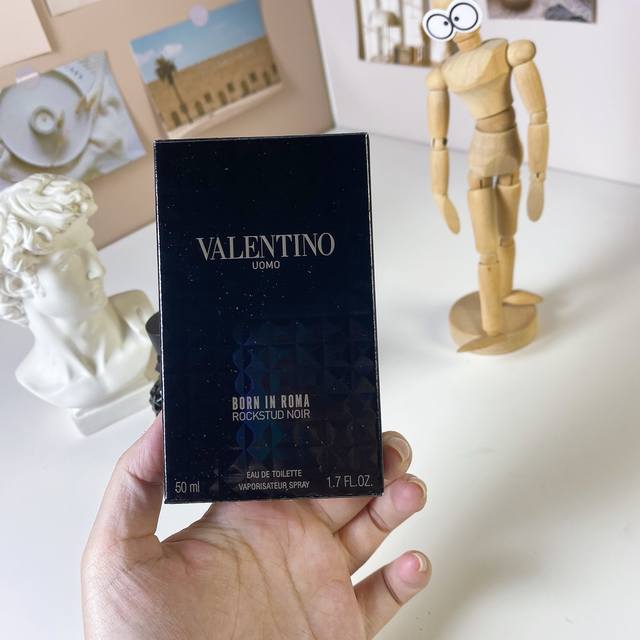 VALENTINO
UOMO
BORN IN ROMA
ROCKSTUD NOIR
EAU DE TOILETTE
50 ml VAPORISATEUR SPRAY 1.7 FL.OZ.